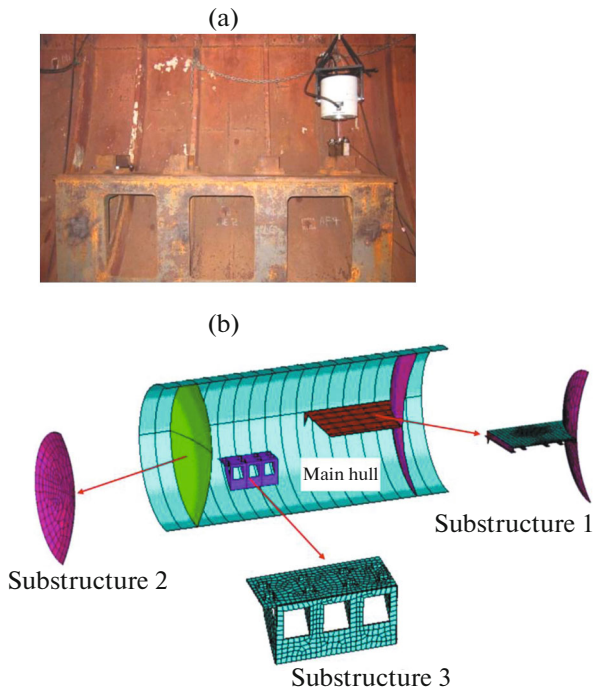 (a)
(b)
Main hull
Substructure 1
Substructure 2
Substructure 3